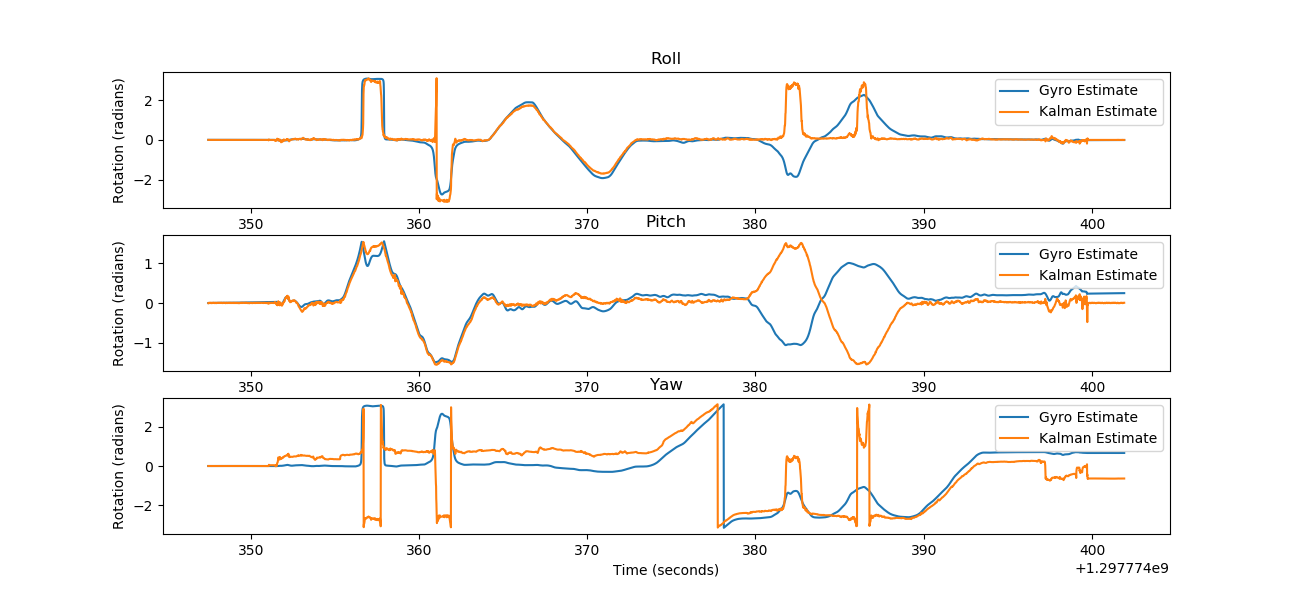 Roll
Rotation (radians)
2
0
−2
Gyro Estimate
Kalman Estimate
350 360 370 380 390 400
Pitch
Rotation (radians)
1
0
−1
Gyro Estimate
Kalman Estimate
350 360 370 380 390 400
Yaw
Rotation (radians)
2
0
−2
Gyro Estimate
Kalman Estimate
350 360 370 380 390 400
Time (seconds)
+1.297774e9